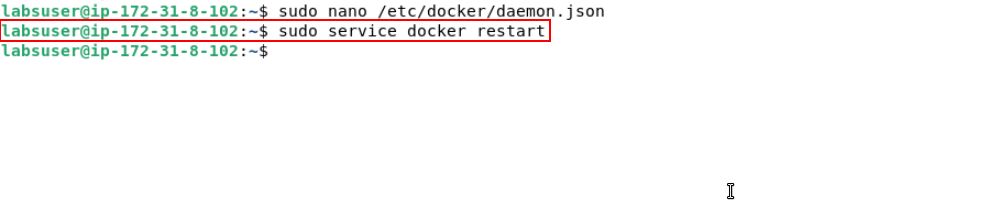 labsuser@ip-172-31-8-102:~$ sudo nano /etc/docker/daemon.json
labsuser@ip-172-31-8-102:~$ sudo service docker restart
labsuser@ip-172-31-8-102:~$